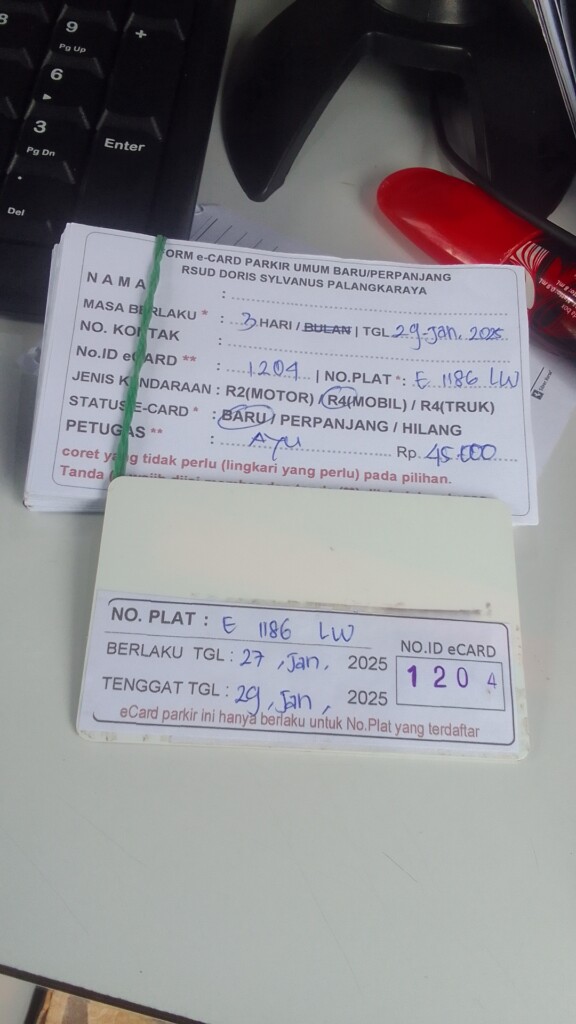 8
9
Pg Up
+
6
3
Pg Dn
Enter
.
Del
FORM e-CARD PARKIR UMUM BARU/PERPANJANG
RSUD DORIS SYLVANUS PALANGKARAYA
NAMA :
MASA BERLAKU * : 3 HARI / BULAN | TGL 29-Jan, 2025
NO. KONTAK :
No.ID eCARD ** : 1204 | NO.PLAT *: E 1186 LW
JENIS KENDARAAN : R2(MOTOR) / R4(MOBIL) / R4(TRUK)
STATUS E-CARD * : BARU / PERPANJANG / HILANG
PETUGAS ** : AYU Rp. 45.000
coret yang tidak perlu (lingkari yang perlu) pada pilihan.
Tanda
NO. PLAT : E 1186 LW
BERLAKU TGL : 27, Jan, 2025
NO.ID eCARD
1204
TENGGAT TGL : 29, Jan, 2025
eCard parkir ini hanya berlaku untuk No.Plat yang terdaftar